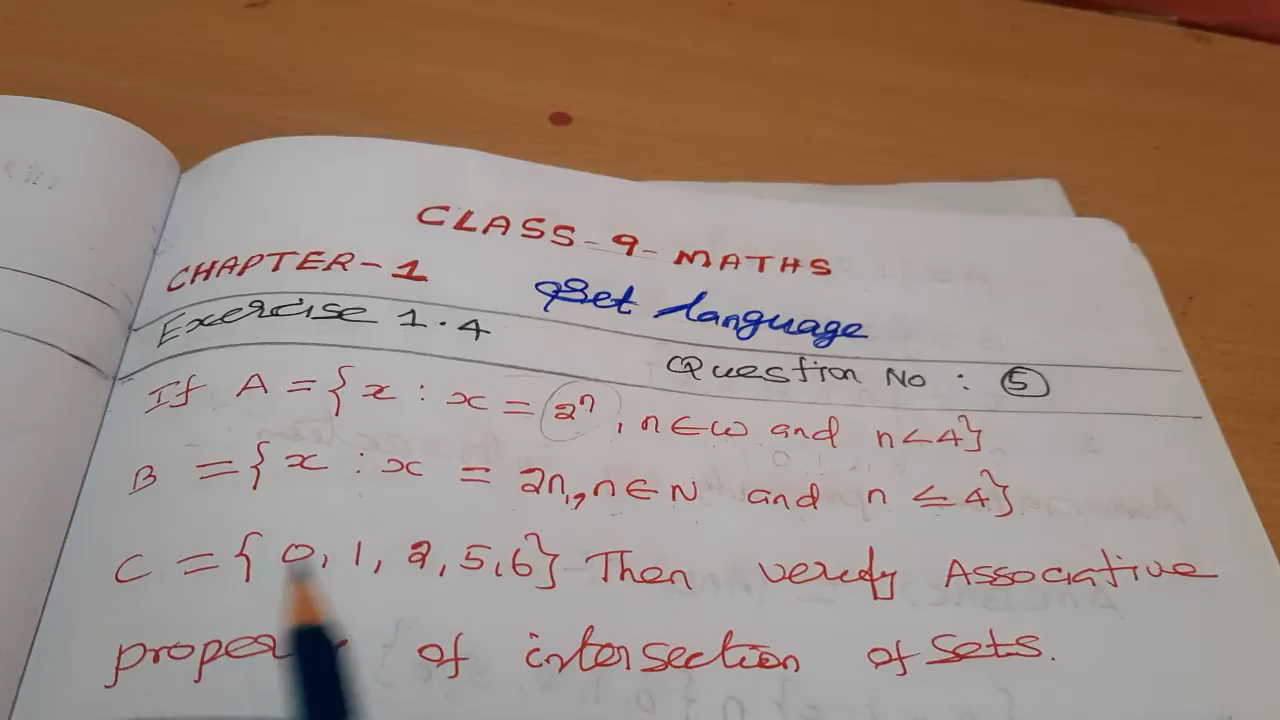 CLASS-9-MATHS
CHAPTER-1
Set language
Exercise 1.4
Question No: 5
If A = {x : x = 2ⁿ, n ∈ W and n < 4}
B = {x : x = 2n, n ∈ N and n ≤ 4}
C = {0, 1, 2, 5, 6} Then verify Associative
property of intersection of sets.